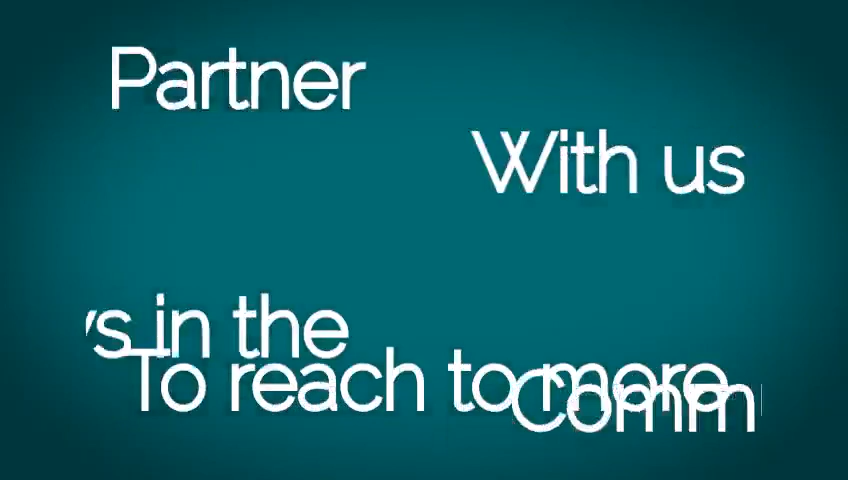 Partner
With us
in the
To reach to more